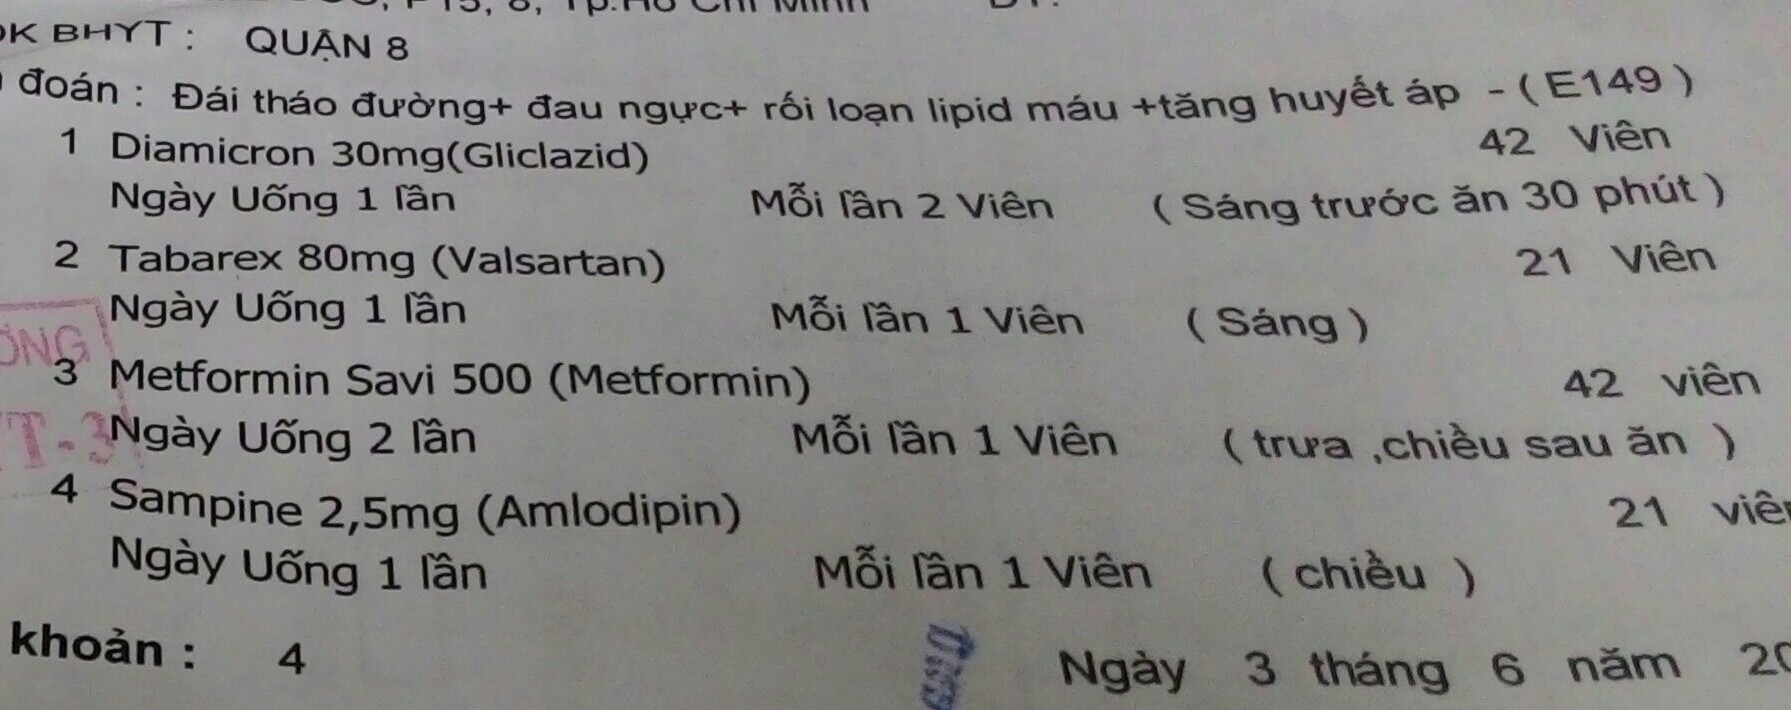 8, Tp.Hồ Chí Minh ĐT:
BHYT : QUẬN 8
đoán : Đái tháo đường+ đau ngực+ rối loạn lipid máu +tăng huyết áp - ( E149 )
1 Diamicron 30mg(Gliclazid) 42 Viên
Ngày Uống 1 lần Mỗi lần 2 Viên ( Sáng trước ăn 30 phút )
2 Tabarex 80mg (Valsartan) 21 Viên
Ngày Uống 1 lần Mỗi lần 1 Viên ( Sáng )
3 Metformin Savi 500 (Metformin) 42 viên
Ngày Uống 2 lần Mỗi lần 1 Viên ( trưa ,chiều sau ăn )
4 Sampine 2,5mg (Amlodipin) 21 viên
Ngày Uống 1 lần Mỗi lần 1 Viên ( chiều )
khoản : 4
Ngày 3 tháng 6 năm 20